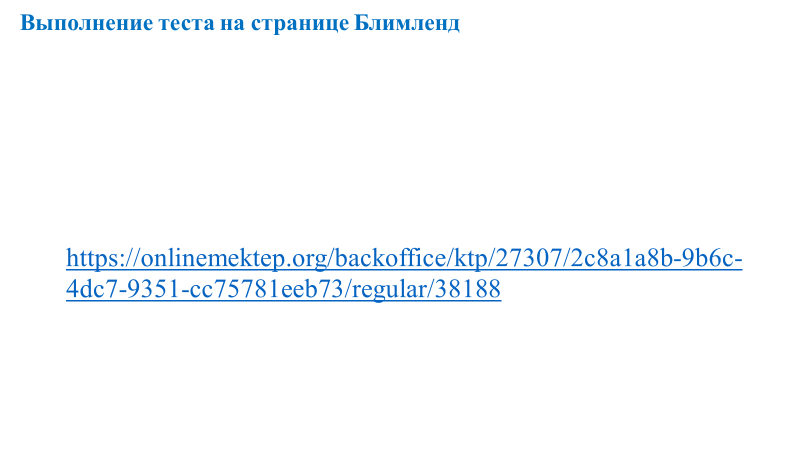 Выполнение теста на странице Блимленд
https://onlinemektep.org/backoffice/ktp/27307/2c8a1a8b-9b6c-
4dc7-9351-cc75781eeb73/regular/38188